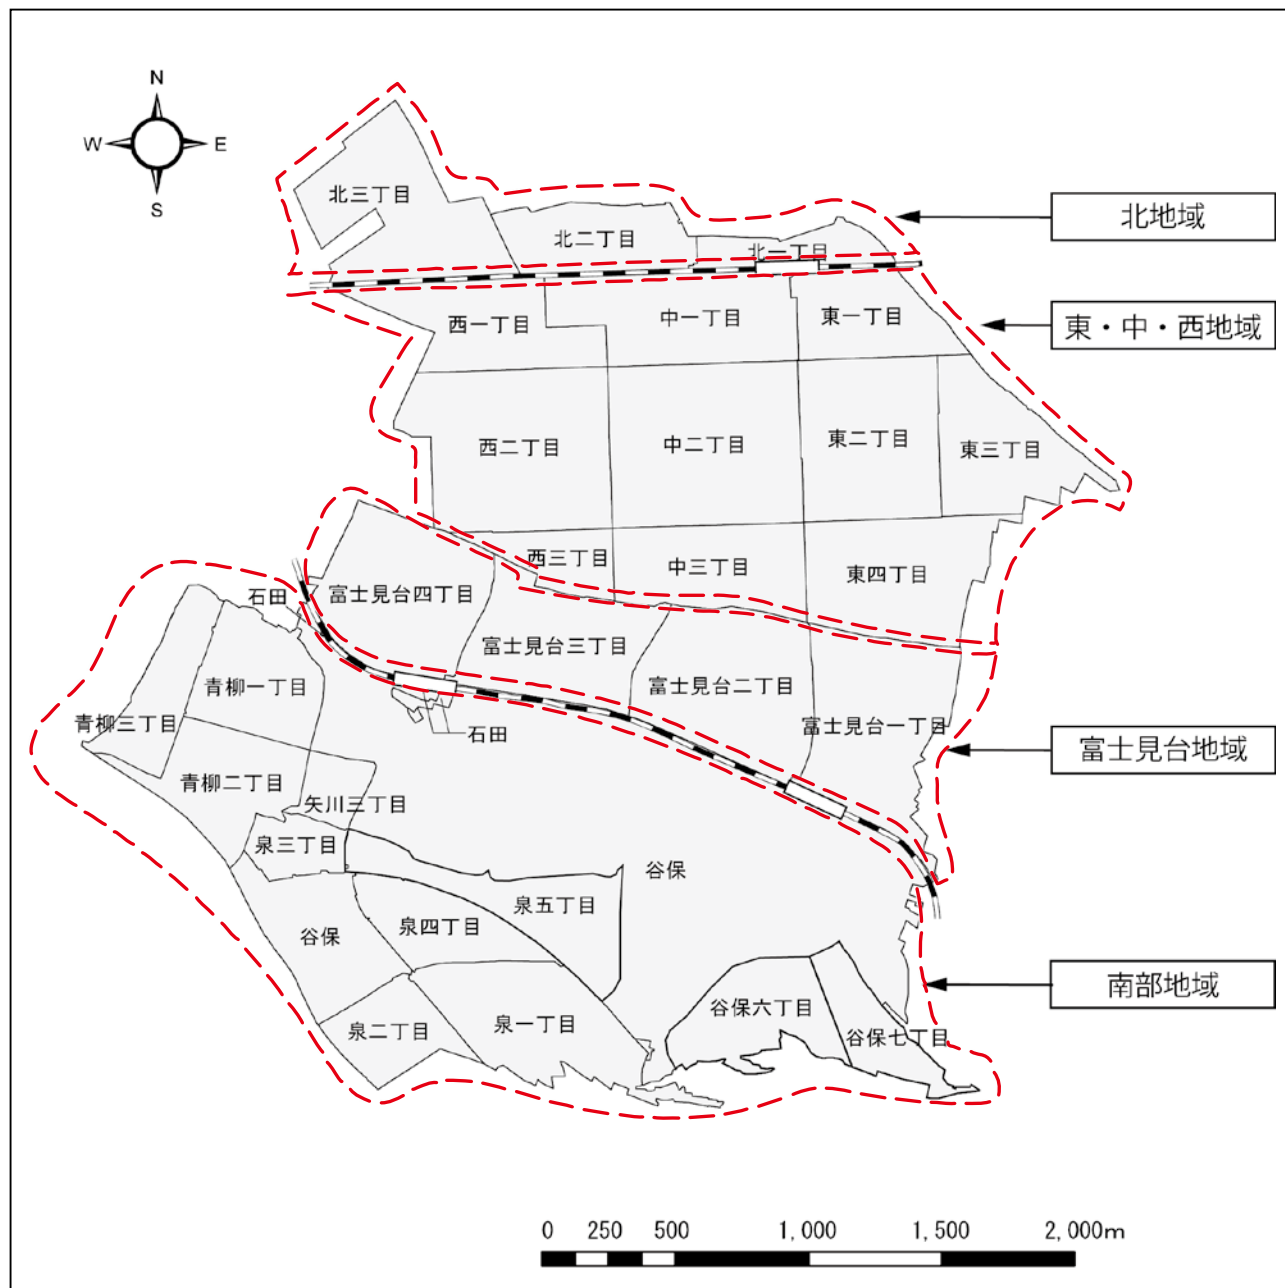 N
W
E
S
北三丁目
北地域
北二丁目
北一丁目
西一丁目
中一丁目
東一丁目
東・中・西地域
西二丁目
中二丁目
東二丁目
東三丁目
西三丁目
中三丁目
東四丁目
石田
富士見台四丁目
富士見台三丁目
富士見台二丁目
青柳一丁目
青柳三丁目
石田
富士見台一丁目
富士見台地域
青柳二丁目
矢川三丁目
泉三丁目
谷保
泉五丁目
泉四丁目
谷保
南部地域
谷保六丁目
泉二丁目
泉一丁目
谷保七丁目
0 250 500 1,000 1,500 2,000m